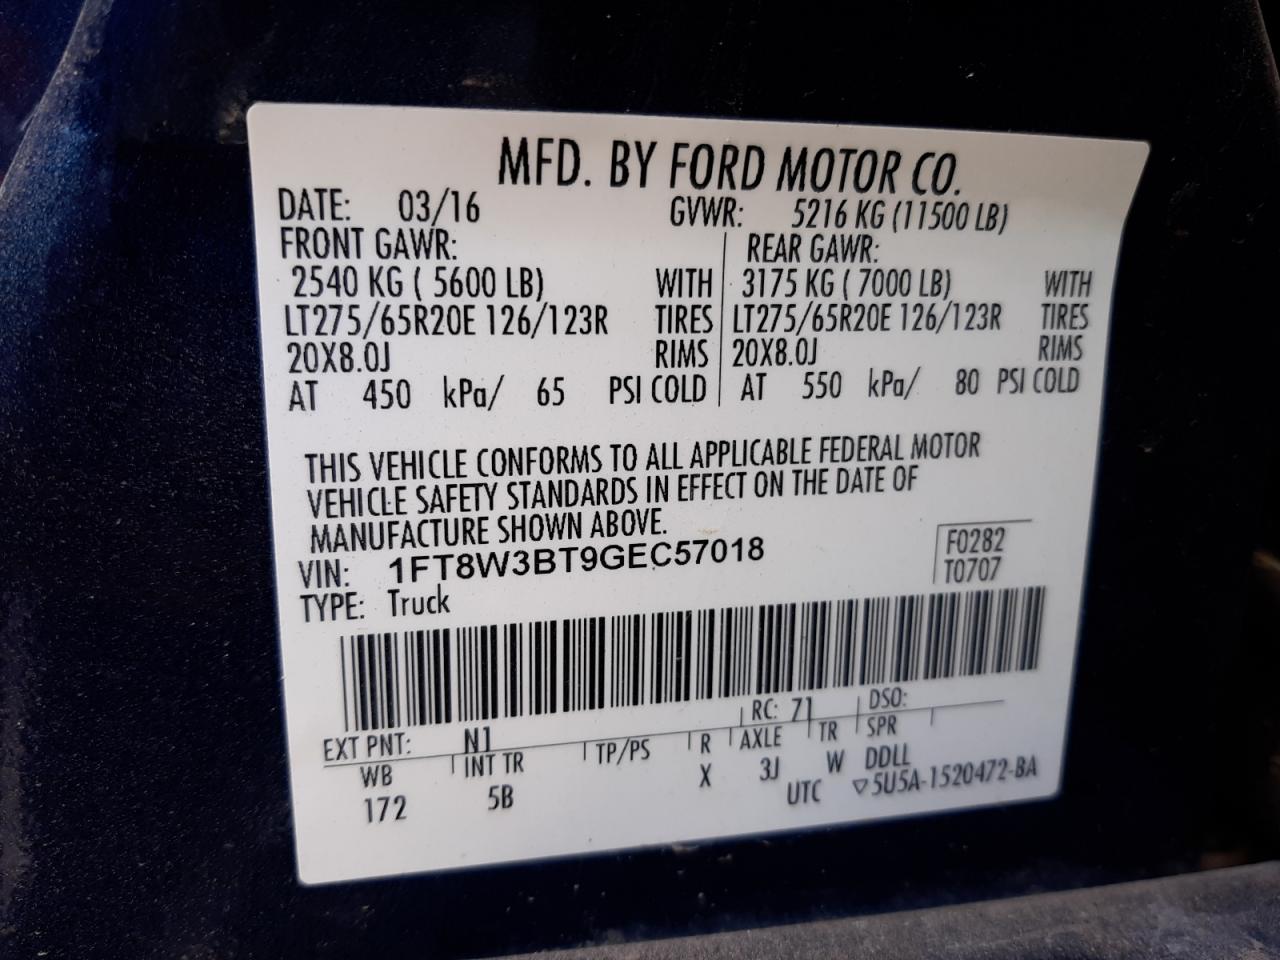 MFD. BY FORD MOTOR CO.
DATE: 03/16 GVWR: 5216 KG (11500 LB)
FRONT GAWR: REAR GAWR:
2540 KG ( 5600 LB) WITH 3175 KG ( 7000 LB) WITH
LT275/65R20E 126/123R TIRES LT275/65R20E 126/123R TIRES
20X8.0J RIMS 20X8.0J RIMS
AT 450 kPa/ 65 PSI COLD AT 550 kPa/ 80 PSI COLD
THIS VEHICLE CONFORMS TO ALL APPLICABLE FEDERAL MOTOR
VEHICLE SAFETY STANDARDS IN EFFECT ON THE DATE OF
MANUFACTURE SHOWN ABOVE.
VIN: 1FT8W3BT9GEC57018 F0282
TYPE: Truck T0707
EXT PNT: N1 RC: 71 DSO:
WB INT TR TP/PS R AXLE TR SPR
172 5B X 3J W DDLL
UTC ▽5U5A-1520472-BA